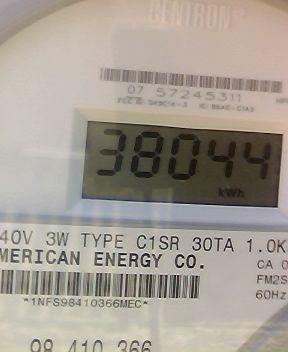 CENTRON®
07 57245311
38044
kWh
40V 3W TYPE C1SR 30TA 1.0K
MERICAN ENERGY CO.
CA 0
FM2S
60Hz
*1NFS98410366MEC*
98 410 366